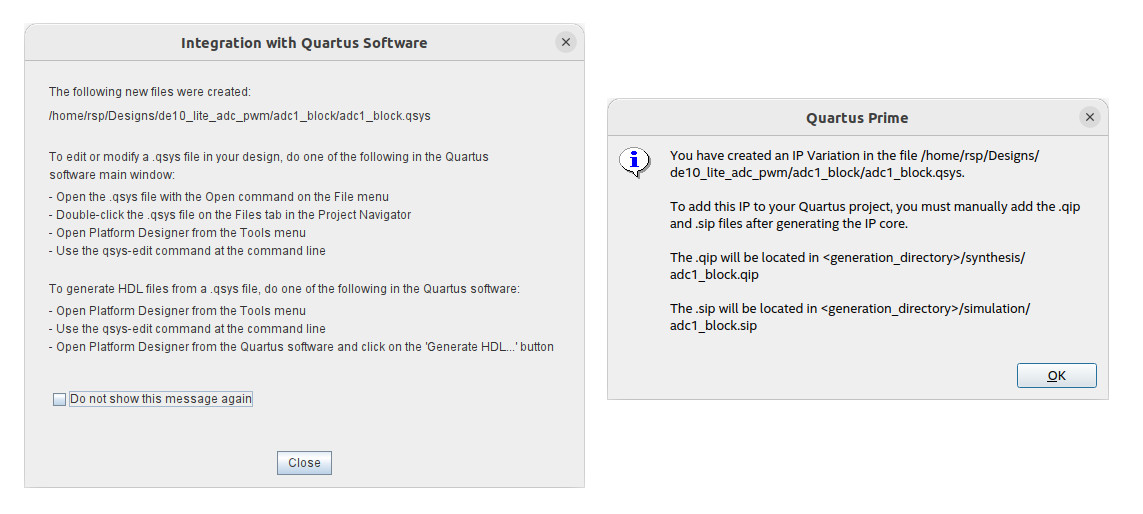 Integration with Quartus Software
The following new files were created:
/home/rsp/Designs/de10_lite_adc_pwm/adc1_block/adc1_block.qsys
To edit or modify a .qsys file in your design, do one of the following in the Quartus
software main window:
- Open the .qsys file with the Open command on the File menu
- Double-click the .qsys file on the Files tab in the Project Navigator
- Open Platform Designer from the Tools menu
- Use the qsys-edit command at the command line
To generate HDL files from a .qsys file, do one of the following in the Quartus software:
- Open Platform Designer from the Tools menu
- Use the qsys-edit command at the command line
- Open Platform Designer from the Quartus software and click on the 'Generate HDL...' button
Do not show this message again
Close
Quartus Prime
You have created an IP Variation in the file /home/rsp/Designs/
de10_lite_adc_pwm/adc1_block/adc1_block.qsys.
To add this IP to your Quartus project, you must manually add the .qip
and .sip files after generating the IP core.
The .qip will be located in <generation_directory>/synthesis/
adc1_block.qip
The .sip will be located in <generation_directory>/simulation/
adc1_block.sip
OK